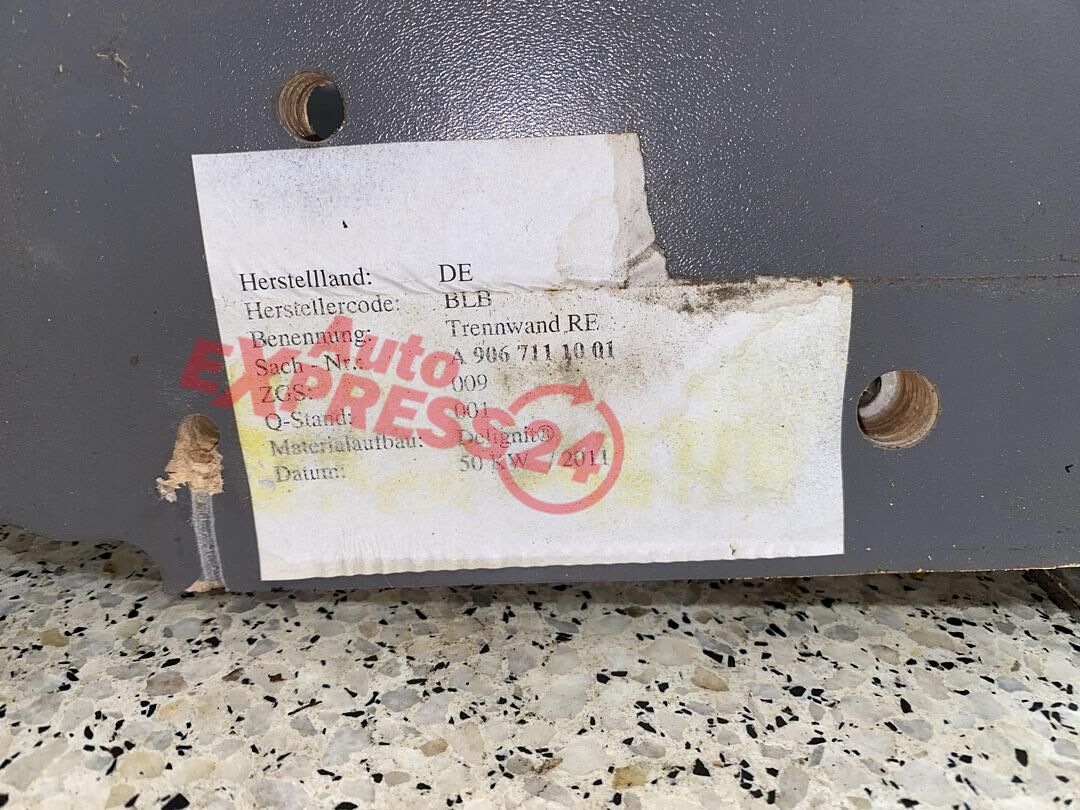 Herstellland: DE
Herstellercode: BLB
Benennung: Trennwand RE
Sach - Nr.: A 906 711 10 01
ZGS: 009
Q-Stand: 001
Materialaufbau: Delignit®
Datum: 50 KW / 2011
Auto
EXPRESS24